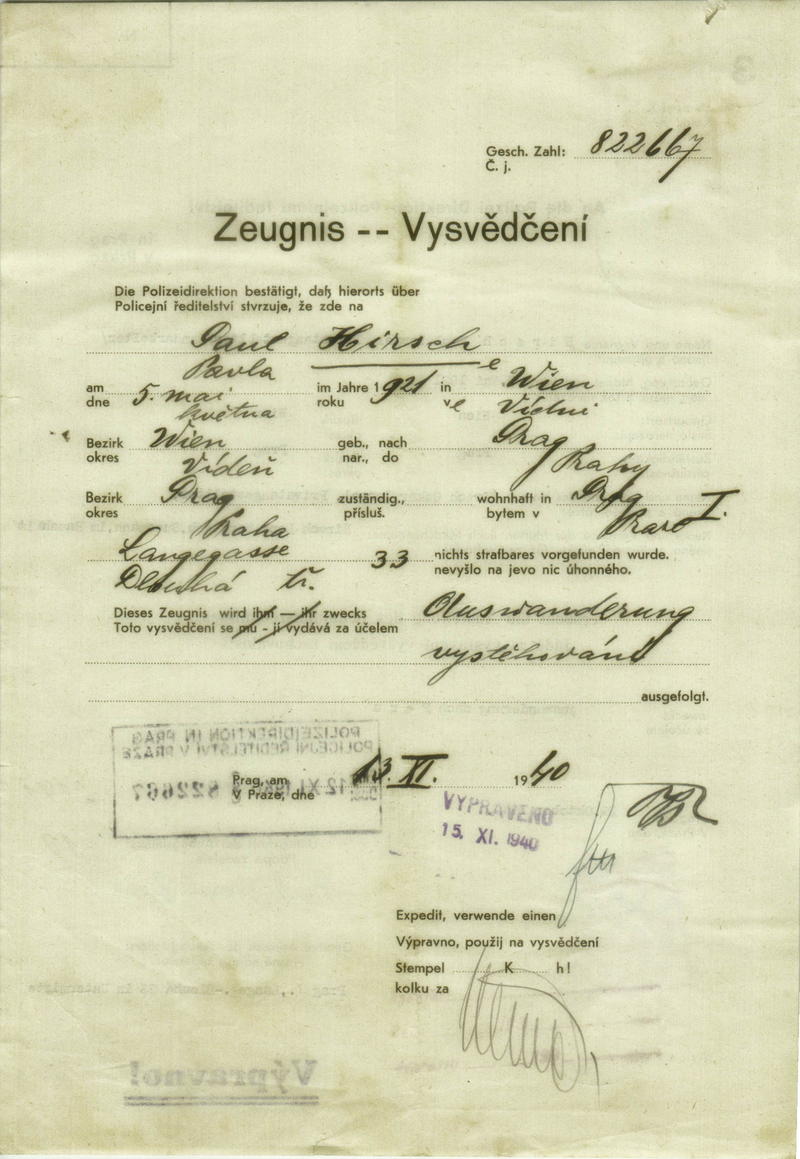 Gesch. Zahl: 822667
Č. j.
Zeugnis -- Vysvědčení
Die Polizeidirektion bestätigt, daß hierorts über
Policejní ředitelství stvrzuje, že zde na
Paul Hirsch
Pavla e
am 5. mai im Jahre 1921 in Wien
dne května roku ve Vídni
Bezirk Wien geb., nach Prag
okres Vídeň nar., do Prahy
Bezirk Prag zuständig., wohnhaft in Prag I.
okres Praha přísluš. bytem v Praze
Langegasse 33 nichts strafbares vorgefunden wurde.
Dlouhá tř. nevyšlo na jevo nic úhonného.
Dieses Zeugnis wird ihm — ihr zwecks Auswanderung
Toto vysvědčení se mu - jí vydává za účelem
vystěhování
ausgefolgt.
POLIZEIDIREKTION IN PRAG
POLICEJNÍ ŘEDITELSTVÍ V PRAZE
12 XI 822667
Prag, am 13. XI. 1940
V Praze, dne
VYPRAVENO
15. XI. 1940
Expedit, verwende einen
Výpravno, použij na vysvědčení
Stempel K h!
kolku za
Výpravno!